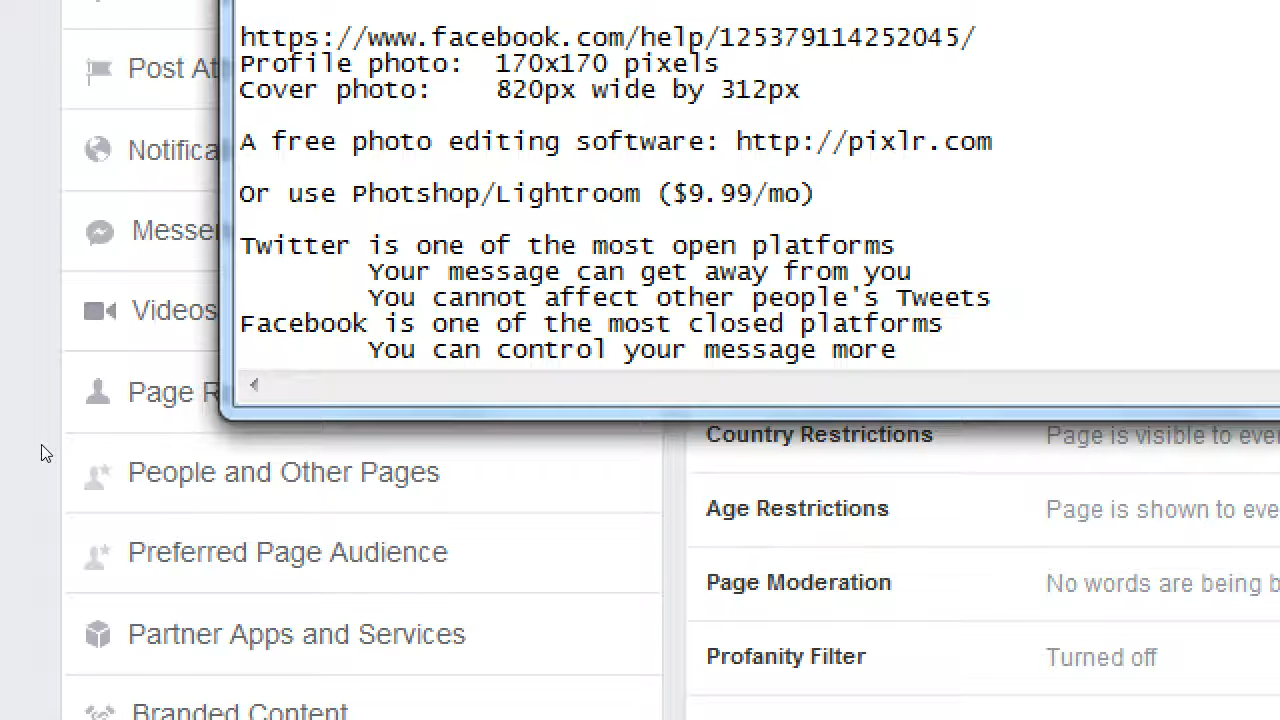 https://www.facebook.com/help/125379114252045/
Profile photo:  170x170 pixels
Cover photo:    820px wide by 312px
A free photo editing software: http://pixlr.com
Or use Photshop/Lightroom ($9.99/mo)
Twitter is one of the most open platforms
Your message can get away from you
You cannot affect other people's Tweets
Facebook is one of the most closed platforms
You can control your message more
Post At
Notifica
Messen
Videos
Page R
People and Other Pages
Preferred Page Audience
Partner Apps and Services
Branded Content
Country Restrictions Page is visible to ever
Age Restrictions Page is shown to eve
Page Moderation No words are being b
Profanity Filter Turned off